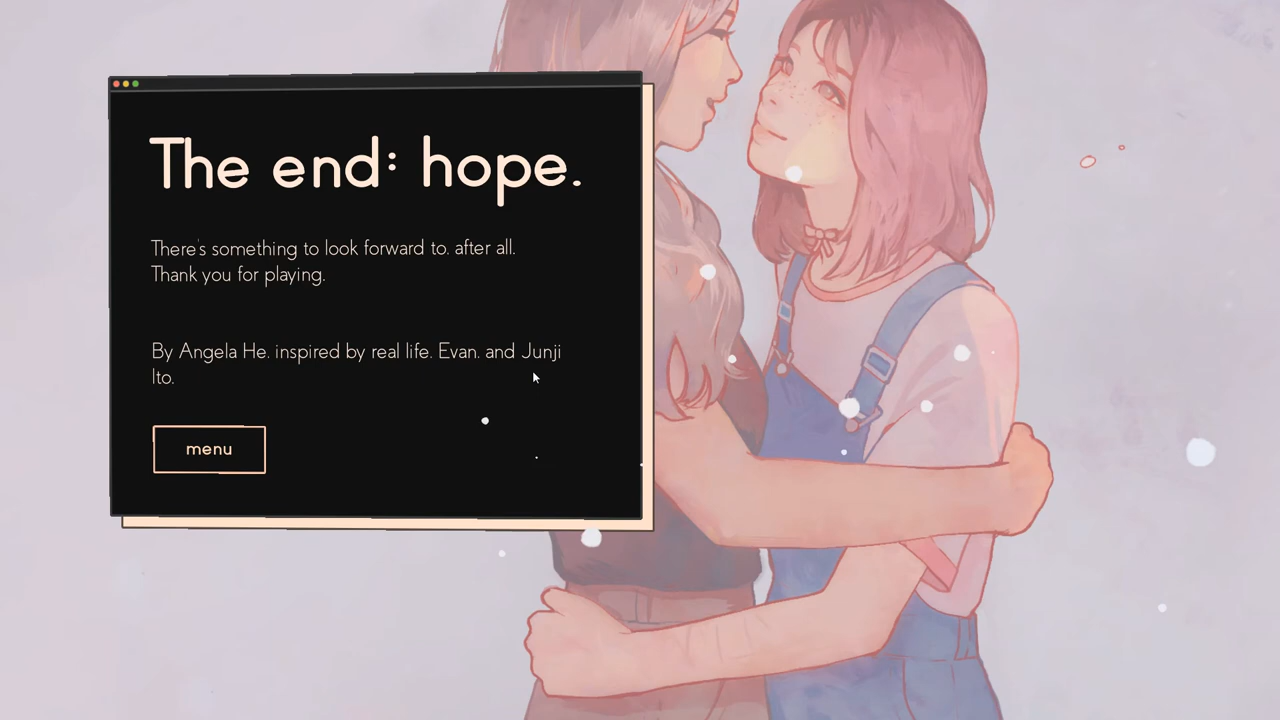 The end: hope.
There's something to look forward to. after all.
Thank you for playing.
By Angela He. inspired by real life. Evan. and Junji
Ito.
menu